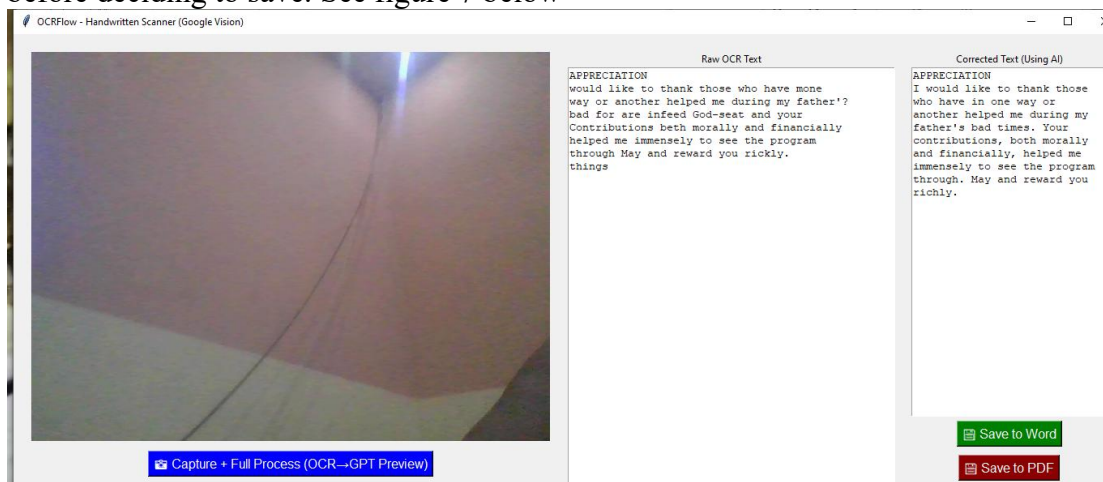 before deciding to save. See figure 7 below
OCRFlow - Handwritten Scanner (Google Vision)
Raw OCR Text
APPRECIATION
would like to thank those who have mone
way or another helped me during my father'?
bad for are infeed God-seat and your
Contributions beth morally and financially
helped me immensely to see the program
through May and reward you rickly.
things
Corrected Text (Using AI)
APPRECIATION
I would like to thank those
who have in one way or
another helped me during my
father's bad times. Your
contributions, both morally
and financially, helped me
immensely to see the program
through. May and reward you
richly.
Capture + Full Process (OCR→GPT Preview)
Save to Word
Save to PDF